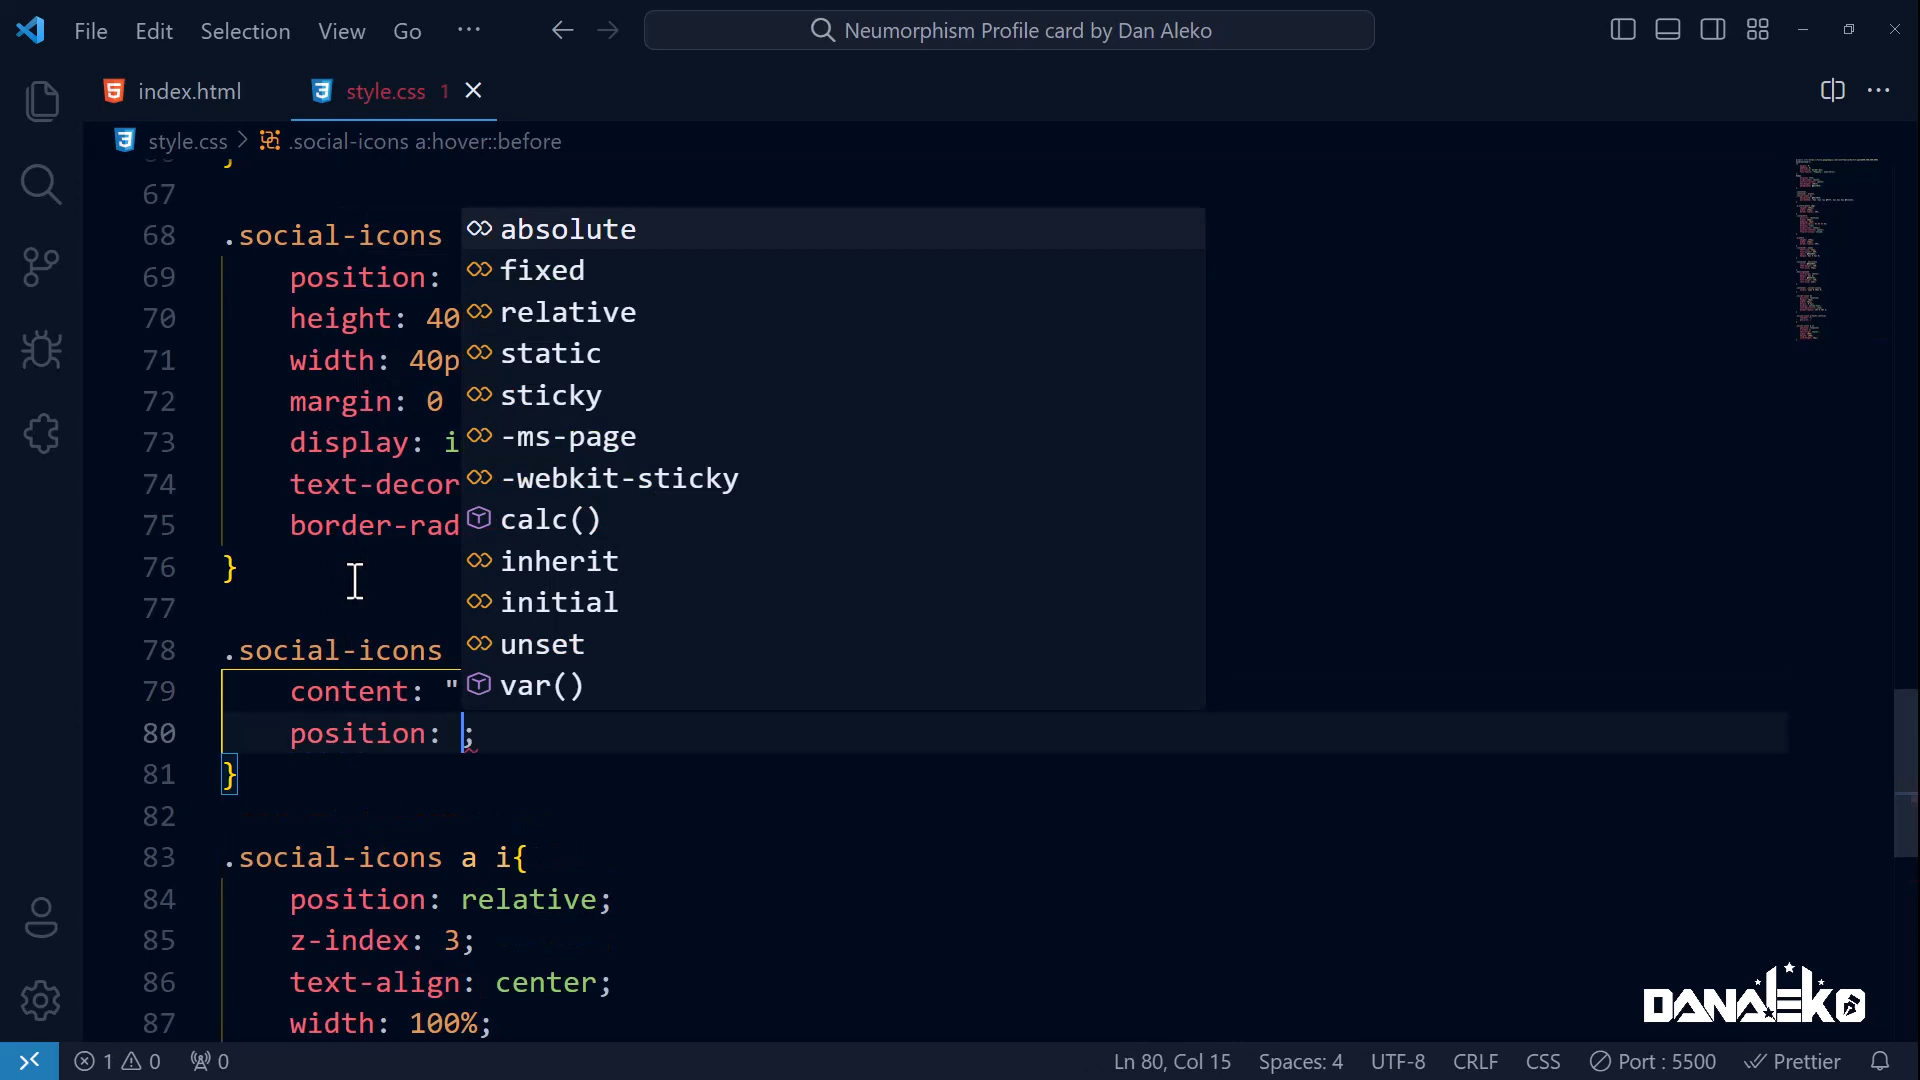 File Edit Selection View Go ··· Neumorphism Profile card by Dan Aleko
index.html style.css 1
style.css > .social-icons a:hover::before
}
67
68 .social-icons
69 position:
70 height: 40
71 width: 40p
72 margin: 0
73 display: i
74 text-decor
75 border-rad
76 }
77
78 .social-icons
79 content: "
80 position: ;
81 }
82
83 .social-icons a i{
84 position: relative;
85 z-index: 3;
86 text-align: center;
87 width: 100%;
absolute
fixed
relative
static
sticky
-ms-page
-webkit-sticky
calc()
inherit
initial
unset
var()
DANALEKO
1 0 0 Ln 80, Col 15 Spaces: 4 UTF-8 CRLF CSS Port : 5500 Prettier